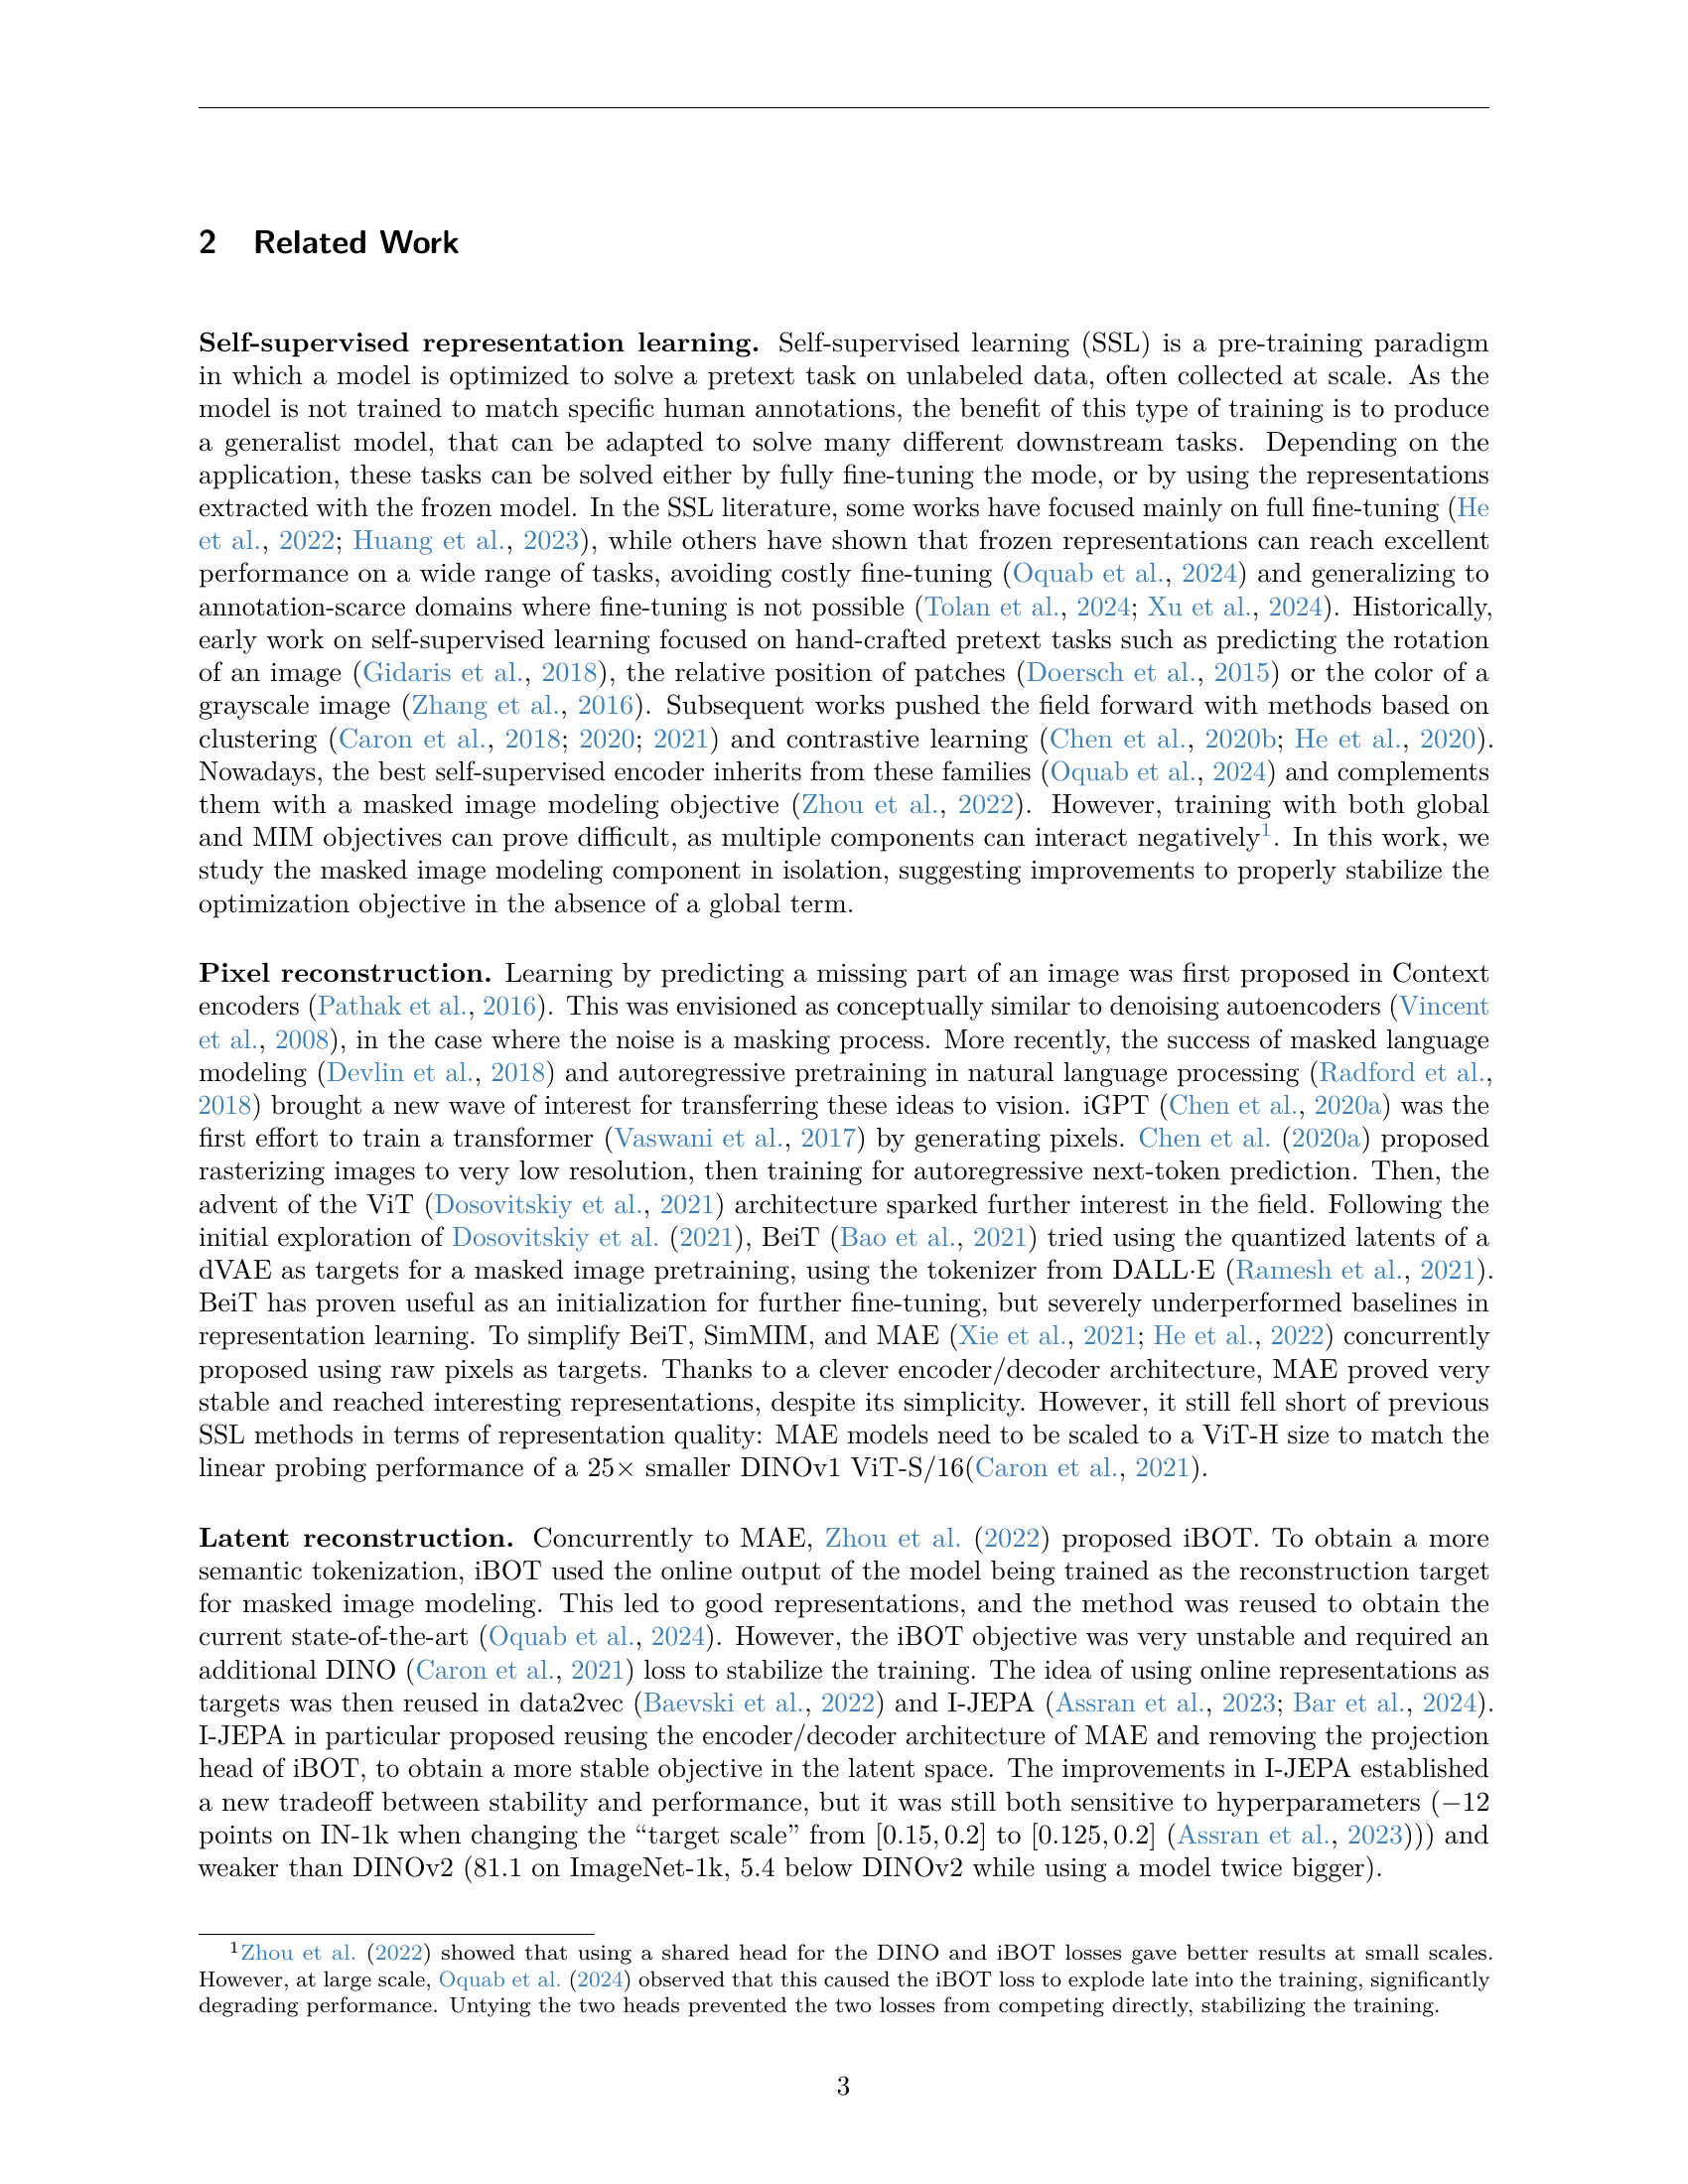 2 Related Work
Self-supervised representation learning. Self-supervised learning (SSL) is a pre-training paradigm
in which a model is optimized to solve a pretext task on unlabeled data, often collected at scale. As the
model is not trained to match specific human annotations, the benefit of this type of training is to produce
a generalist model, that can be adapted to solve many different downstream tasks. Depending on the
application, these tasks can be solved either by fully fine-tuning the mode, or by using the representations
extracted with the frozen model. In the SSL literature, some works have focused mainly on full fine-tuning (He
et al., 2022; Huang et al., 2023), while others have shown that frozen representations can reach excellent
performance on a wide range of tasks, avoiding costly fine-tuning (Oquab et al., 2024) and generalizing to
annotation-scarce domains where fine-tuning is not possible (Tolan et al., 2024; Xu et al., 2024). Historically,
early work on self-supervised learning focused on hand-crafted pretext tasks such as predicting the rotation
of an image (Gidaris et al., 2018), the relative position of patches (Doersch et al., 2015) or the color of a
grayscale image (Zhang et al., 2016). Subsequent works pushed the field forward with methods based on
clustering (Caron et al., 2018; 2020; 2021) and contrastive learning (Chen et al., 2020b; He et al., 2020).
Nowadays, the best self-supervised encoder inherits from these families (Oquab et al., 2024) and complements
them with a masked image modeling objective (Zhou et al., 2022). However, training with both global
and MIM objectives can prove difficult, as multiple components can interact negatively¹. In this work, we
study the masked image modeling component in isolation, suggesting improvements to properly stabilize the
optimization objective in the absence of a global term.
Pixel reconstruction. Learning by predicting a missing part of an image was first proposed in Context
encoders (Pathak et al., 2016). This was envisioned as conceptually similar to denoising autoencoders (Vincent
et al., 2008), in the case where the noise is a masking process. More recently, the success of masked language
modeling (Devlin et al., 2018) and autoregressive pretraining in natural language processing (Radford et al.,
2018) brought a new wave of interest for transferring these ideas to vision. iGPT (Chen et al., 2020a) was the
first effort to train a transformer (Vaswani et al., 2017) by generating pixels. Chen et al. (2020a) proposed
rasterizing images to very low resolution, then training for autoregressive next-token prediction. Then, the
advent of the ViT (Dosovitskiy et al., 2021) architecture sparked further interest in the field. Following the
initial exploration of Dosovitskiy et al. (2021), BeiT (Bao et al., 2021) tried using the quantized latents of a
dVAE as targets for a masked image pretraining, using the tokenizer from DALL·E (Ramesh et al., 2021).
BeiT has proven useful as an initialization for further fine-tuning, but severely underperformed baselines in
representation learning. To simplify BeiT, SimMIM, and MAE (Xie et al., 2021; He et al., 2022) concurrently
proposed using raw pixels as targets. Thanks to a clever encoder/decoder architecture, MAE proved very
stable and reached interesting representations, despite its simplicity. However, it still fell short of previous
SSL methods in terms of representation quality: MAE models need to be scaled to a ViT-H size to match the
linear probing performance of a 25× smaller DINOv1 ViT-S/16(Caron et al., 2021).
Latent reconstruction. Concurrently to MAE, Zhou et al. (2022) proposed iBOT. To obtain a more
semantic tokenization, iBOT used the online output of the model being trained as the reconstruction target
for masked image modeling. This led to good representations, and the method was reused to obtain the
current state-of-the-art (Oquab et al., 2024). However, the iBOT objective was very unstable and required an
additional DINO (Caron et al., 2021) loss to stabilize the training. The idea of using online representations as
targets was then reused in data2vec (Baevski et al., 2022) and I-JEPA (Assran et al., 2023; Bar et al., 2024).
I-JEPA in particular proposed reusing the encoder/decoder architecture of MAE and removing the projection
head of iBOT, to obtain a more stable objective in the latent space. The improvements in I-JEPA established
a new tradeoff between stability and performance, but it was still both sensitive to hyperparameters (−12
points on IN-1k when changing the “target scale” from [0.15, 0.2] to [0.125, 0.2] (Assran et al., 2023))) and
weaker than DINOv2 (81.1 on ImageNet-1k, 5.4 below DINOv2 while using a model twice bigger).
¹Zhou et al. (2022) showed that using a shared head for the DINO and iBOT losses gave better results at small scales.
However, at large scale, Oquab et al. (2024) observed that this caused the iBOT loss to explode late into the training, significantly
degrading performance. Untying the two heads prevented the two losses from competing directly, stabilizing the training.
3